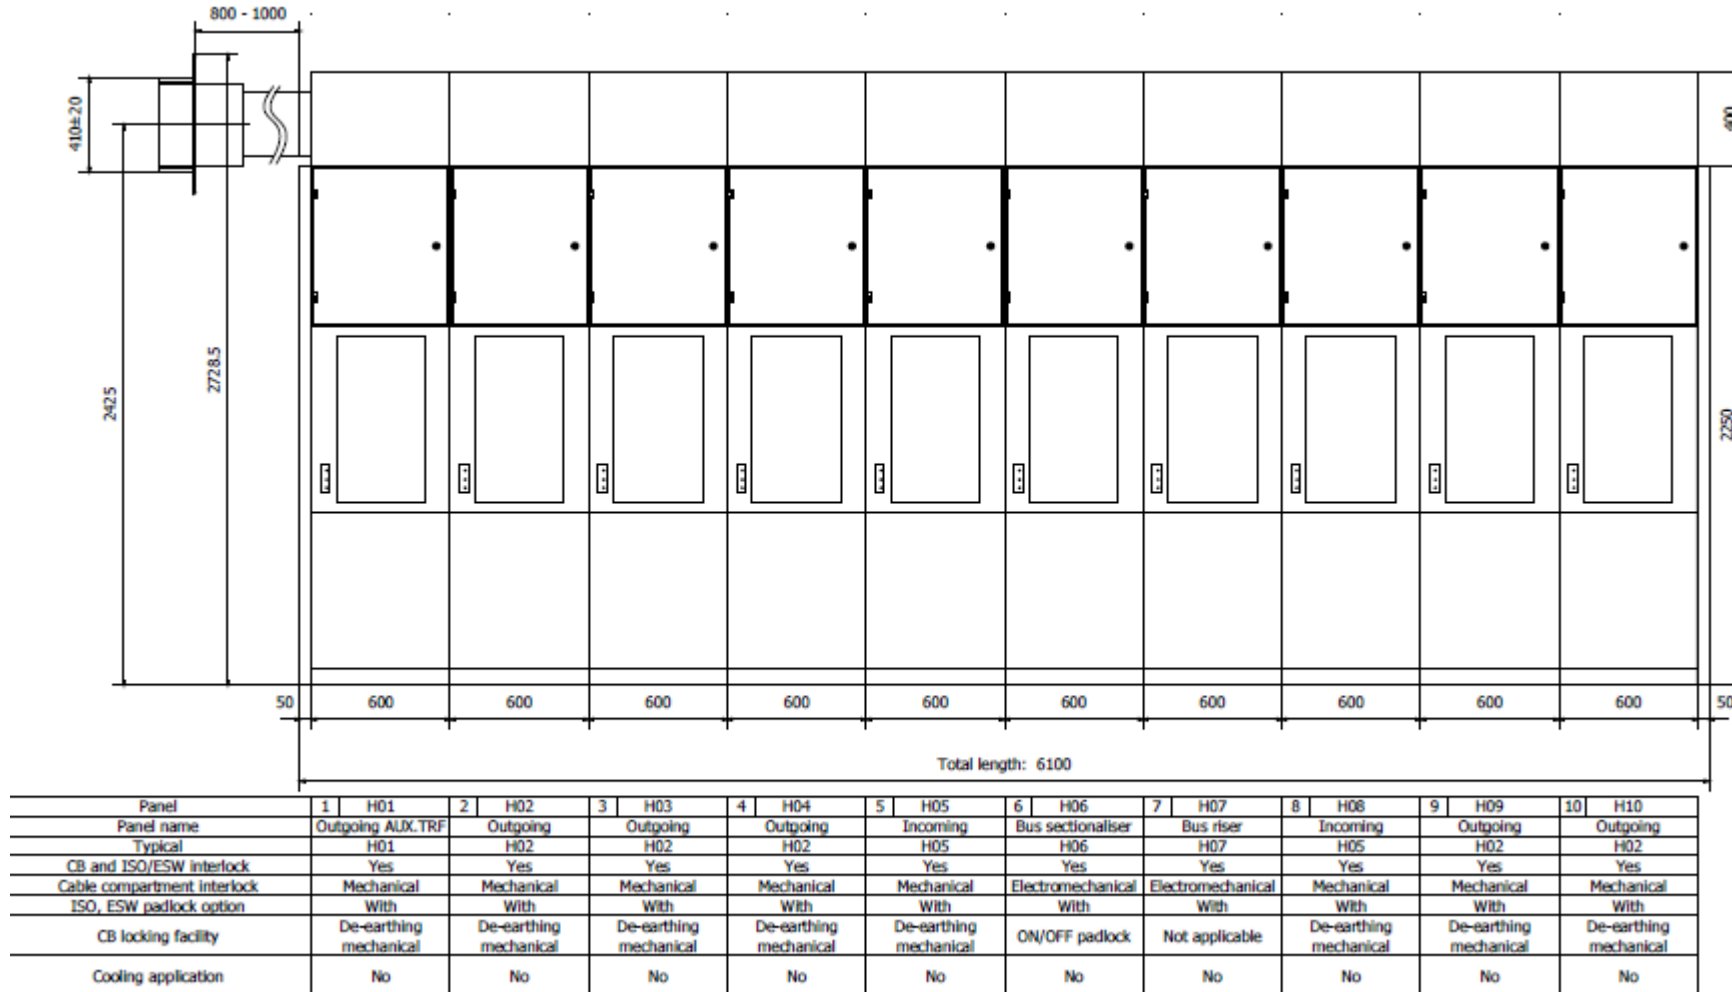 800 - 1000
410±20
400
2425
2728.5
2250
50 600 600 600 600 600 600 600 600 600 600 50
Total length: 6100
Panel 1 H01 2 H02 3 H03 4 H04 5 H05 6 H06 7 H07 8 H08 9 H09 10 H10
Panel name Outgoing AUX.TRF Outgoing Outgoing Outgoing Incoming Bus sectionaliser Bus riser Incoming Outgoing Outgoing
Typical H01 H02 H02 H02 H05 H06 H07 H05 H02 H02
CB and ISO/ESW interlock Yes Yes Yes Yes Yes Yes Yes Yes Yes Yes
Cable compartment interlock Mechanical Mechanical Mechanical Mechanical Mechanical Electromechanical Electromechanical Mechanical Mechanical Mechanical
ISO, ESW padlock option With With With With With With With With With With
CB locking facility De-earthing mechanical De-earthing mechanical De-earthing mechanical De-earthing mechanical De-earthing mechanical ON/OFF padlock Not applicable De-earthing mechanical De-earthing mechanical De-earthing mechanical
Cooling application No No No No No No No No No No